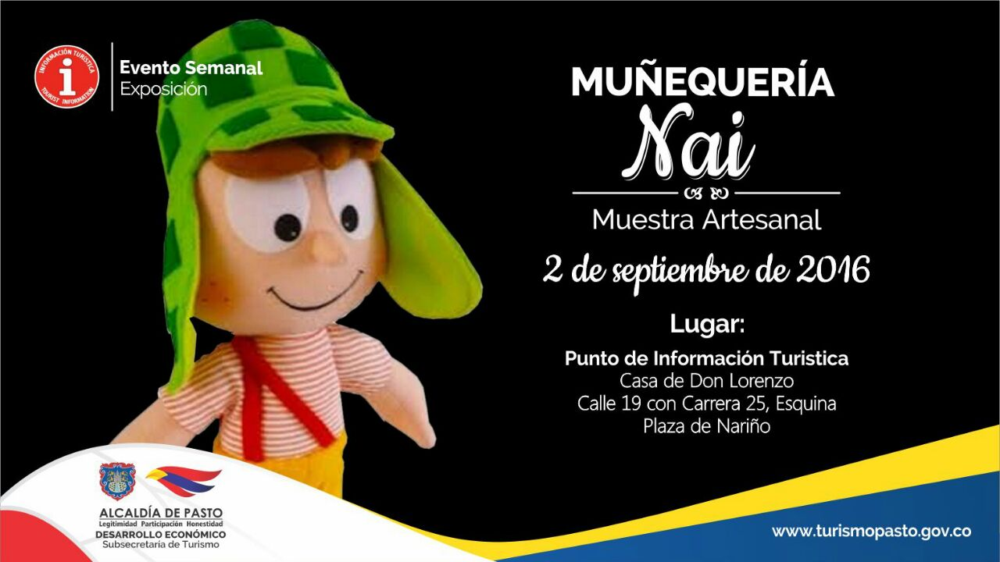 INFORMACIÓN TURISTICA
i
TOURIST INFORMATION
Evento Semanal
Exposición
MUÑEQUERÍA
Nai
Muestra Artesanal
2 de septiembre de 2016
Lugar:
Punto de Información Turistica
Casa de Don Lorenzo
Calle 19 con Carrera 25, Esquina
Plaza de Nariño
ALCALDÍA DE PASTO
Legitimidad Participación Honestidad
DESARROLLO ECONÓMICO
Subsecretaria de Turismo
www.turismopasto.gov.co